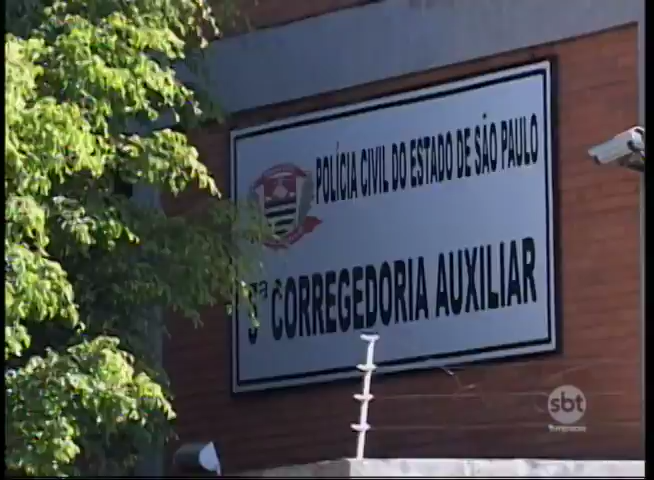 POLÍCIA CIVIL DO ESTADO DE SÃO PAULO
CORREGEDORIA AUXILIAR
sbt